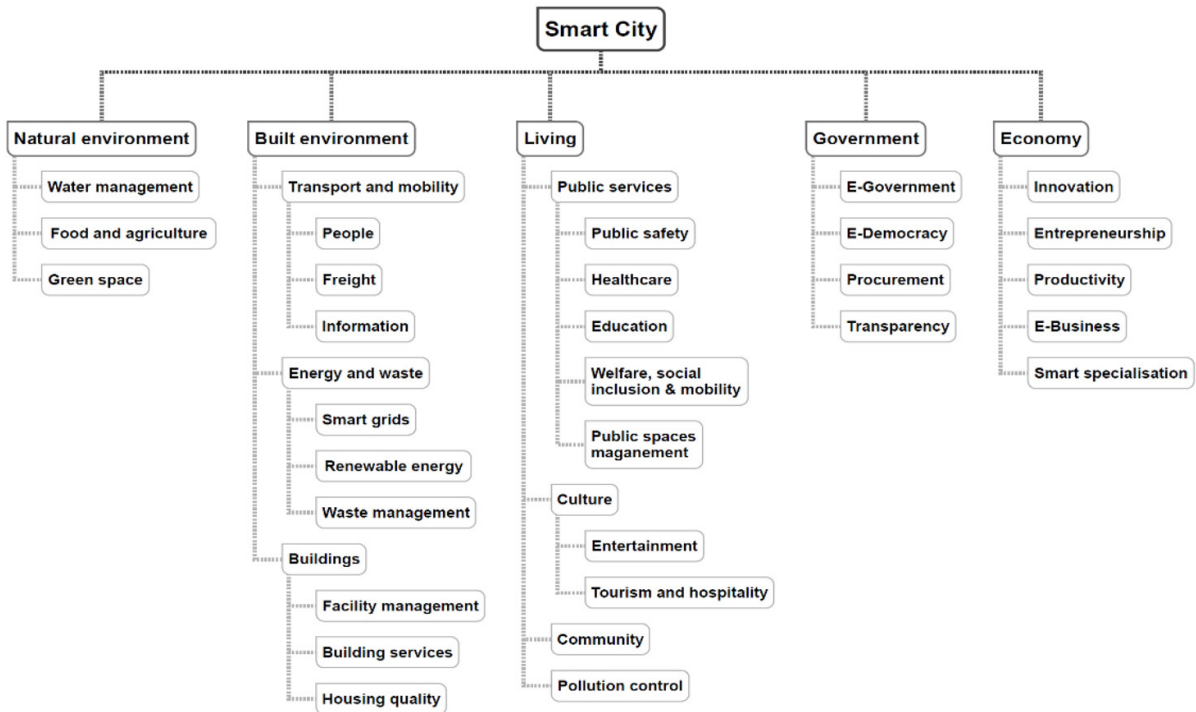 Smart City
Natural environment
Water management
Food and agriculture
Green space
Built environment
Transport and mobility
People
Freight
Information
Energy and waste
Smart grids
Renewable energy
Waste management
Buildings
Facility management
Building services
Housing quality
Living
Public services
Public safety
Healthcare
Education
Welfare, social
inclusion & mobility
Public spaces
maganement
Culture
Entertainment
Tourism and hospitality
Community
Pollution control
Government
E-Government
E-Democracy
Procurement
Transparency
Economy
Innovation
Entrepreneurship
Productivity
E-Business
Smart specialisation